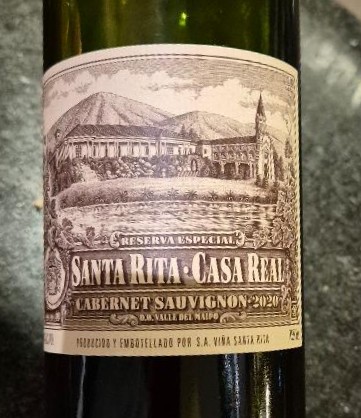 RESERVA ESPECIAL
SANTA RITA · CASA REAL
CABERNET SAUVIGNON · 2020
D.O. VALLE DEL MAIPO
PRODUCIDO Y EMBOTELLADO POR S.A. VIÑA SANTA RITA